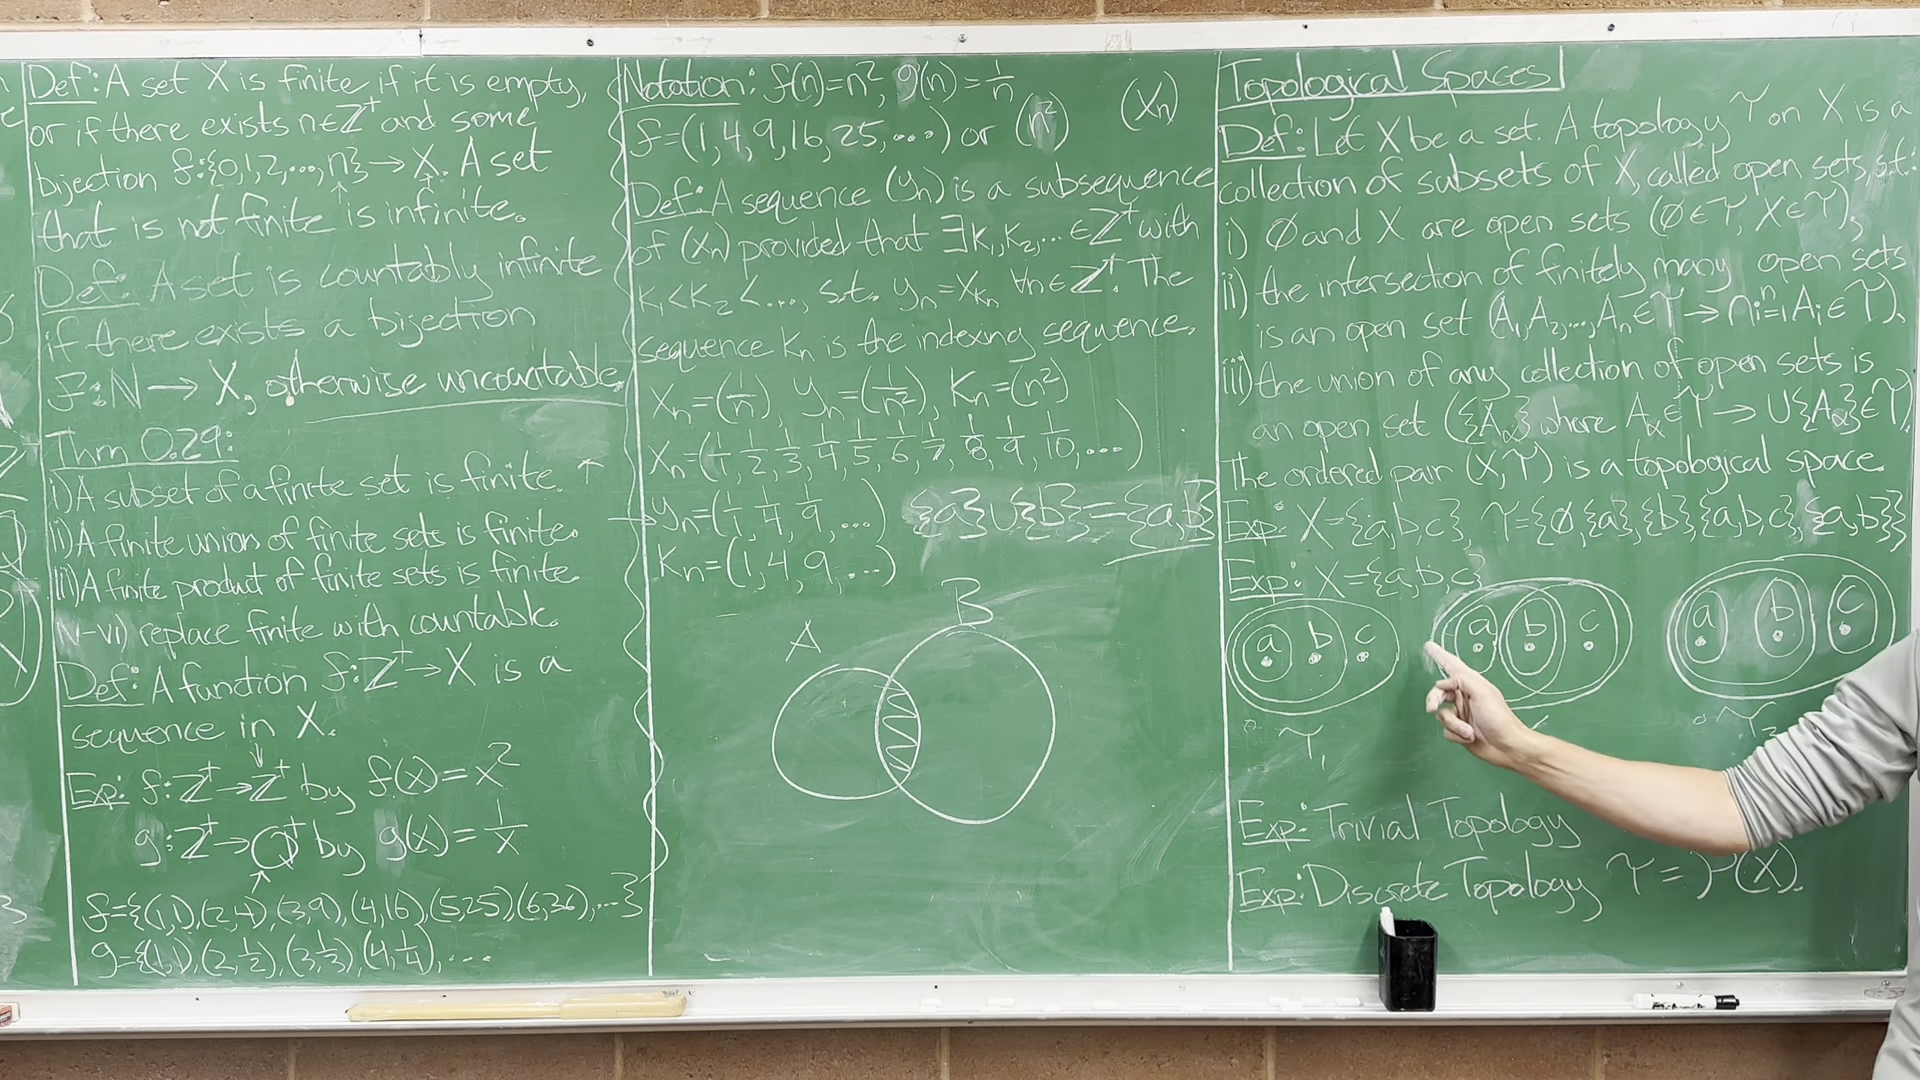 Def: A set X is finite if it is empty,
or if there exists n∈ℤ⁺ and some
bijection f:{0,1,2,...,n}→X. A set
that is not finite is infinite.
Def: A set is countably infinite
if there exists a bijection
f:ℕ→X, otherwise uncountable.
Thm 0.29:
i) A subset of a finite set is finite.
ii) A finite union of finite sets is finite.
iii) A finite product of finite sets is finite.
iv-vi) replace finite with countable.
Def: A function f:ℤ⁺→X is a
sequence in X.
Exp: f:ℤ⁺→ℤ⁺ by f(x)=x²
g:ℤ⁺→ℚ⁺ by g(x)=1/x
f={(1,1),(2,4),(3,9),(4,16),(5,25),(6,36),...}
g={(1,1),(2,1/2),(3,1/3),(4,1/4),...
Notation: f(n)=n², g(n)=1/n
f=(1,4,9,16,25,...) or (n²) (xₙ)
Def: A sequence (yₙ) is a subsequence
of (xₙ) provided that ∃k₁,k₂,...∈ℤ⁺ with
k₁<k₂<..., s.t. yₙ=x_kₙ ∀n∈ℤ⁺. The
sequence kₙ is the indexing sequence.
xₙ=(1/n), yₙ=(1/n²), kₙ=(n²)
xₙ=(1/1,1/2,1/3,1/4,1/5,1/6,1/7,1/8,1/9,1/10,...)
yₙ=(1/1,1/4,1/9,...) {a}∪{b}={a,b}
kₙ=(1,4,9,...)
A B
Topological Spaces
Def: Let X be a set. A topology 𝒯 on X is a
collection of subsets of X, called open sets, s.t.
i) ∅ and X are open sets (∅∈𝒯, X∈𝒯),
ii) the intersection of finitely many open sets
is an open set (A₁,A₂,...,Aₙ∈𝒯→∩ⁿᵢ₌₁Aᵢ∈𝒯),
iii) the union of any collection of open sets is
an open set ({A_α} where A_α∈𝒯→∪{A_α}∈𝒯)
The ordered pair (X,𝒯) is a topological space.
Exp: X={a,b,c} 𝒯={∅,{a},{b},{a,b,c},{a,b}}
Exp: X={a,b,c}
a b c a b c a b c
𝒯₁
Exp: Trivial Topology
Exp: Discrete Topology 𝒯=𝒫(X).